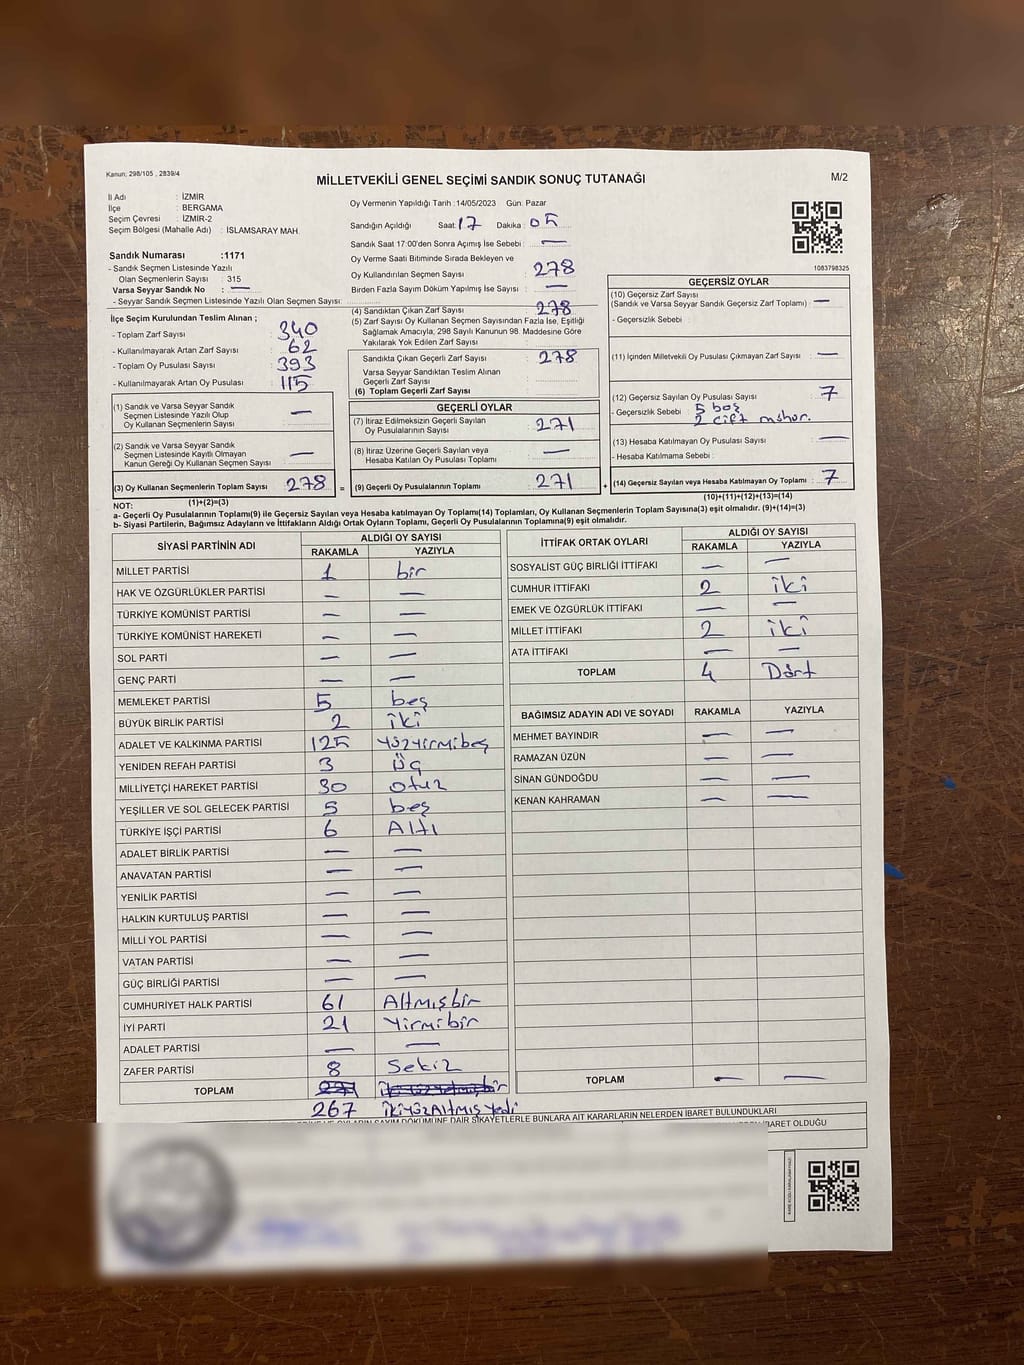 Kanun: 298/105 , 2839/4
MİLLETVEKİLİ GENEL SEÇİMİ SANDIK SONUÇ TUTANAĞI
M/2
İl Adı : İZMİR
İlçe : BERGAMA
Seçim Çevresi : İZMİR-2
Seçim Bölgesi (Mahalle Adı) : İSLAMSARAY MAH.
Sandık Numarası :1171
- Sandık Seçmen Listesinde Yazılı
Olan Seçmenlerin Sayısı : 315
Varsa Seyyar Sandık No : —
- Seyyar Sandık Seçmen Listesinde Yazılı Olan Seçmen Sayısı:
Oy Vermenin Yapıldığı Tarih :14/05/2023 Gün: Pazar
Sandığın Açıldığı Saat: 17 Dakika : 05
Sandık Saat 17:00'den Sonra Açımış İse Sebebi : —
Oy Verme Saati Bitiminde Sırada Bekleyen ve
Oy Kullandırılan Seçmen Sayısı 278
Birden Fazla Sayım Döküm Yapılmış İse Sayısı : —
1083798325
İlçe Seçim Kurulundan Teslim Alınan ;
- Toplam Zarf Sayısı 340
- Kullanılmayarak Artan Zarf Sayısı 62
- Toplam Oy Pusulası Sayısı 393
- Kullanılmayarak Artan Oy Pusulası 115
(4) Sandıktan Çıkan Zarf Sayısı 278
(5) Zarf Sayısı Oy Kullanan Seçmen Sayısından Fazla İse, Eşitliği
Sağlamak Amacıyla, 298 Sayılı Kanunun 98. Maddesine Göre
Yakılarak Yok Edilen Zarf Sayısı :
Sandıkta Çıkan Geçerli Zarf Sayısı 278
Varsa Seyyar Sandıktan Teslim Alınan
Geçerli Zarf Sayısı
(6) Toplam Geçerli Zarf Sayısı
GEÇERSİZ OYLAR
(10) Geçersiz Zarf Sayısı
(Sandık ve Varsa Seyyar Sandık Geçersiz Zarf Toplamı) : —
- Geçersizlik Sebebi :
(11) İçinden Milletvekili Oy Pusulası Çıkmayan Zarf Sayısı : —
(12) Geçersiz Sayılan Oy Pusulası Sayısı 7
- Geçersizlik Sebebi 5 boş
2 çift mühür.
(13) Hesaba Katılmayan Oy Pusulası Sayısı —
- Hesaba Katılmama Sebebi :
(14) Geçersiz Sayılan veya Hesaba Katılmayan Oy Toplamı : 7
(10)+(11)+(12)+(13)=(14)
(1) Sandık ve Varsa Seyyar Sandık
Seçmen Listesinde Yazılı Olup
Oy Kullanan Seçmenlerin Sayısı —
(2) Sandık ve Varsa Seyyar Sandık
Seçmen Listesinde Kayıtlı Olmayan
Kanun Gereği Oy Kullanan Seçmen Sayısı —
(3) Oy Kullanan Seçmenlerin Toplam Sayısı 278 =
(1)+(2)=(3)
GEÇERLİ OYLAR
(7) İtiraz Edilmeksizin Geçerli Sayılan
Oy Pusulalarının Sayısı 271
(8) İtiraz Üzerine Geçerli Sayılan veya
Hesaba Katılan Oy Pusulası Toplamı —
(9) Geçerli Oy Pusulalarının Toplamı 271 +
NOT:
a- Geçerli Oy Pusulalarının Toplamı(9) ile Geçersiz Sayılan veya Hesaba katılmayan Oy Toplamı(14) Toplamları, Oy Kullanan Seçmenlerin Toplam Sayısına(3) eşit olmalıdır. (9)+(14)=(3)
b- Siyasi Partilerin, Bağımsız Adayların ve İttifakların Aldığı Ortak Oyların Toplamı, Geçerli Oy Pusulalarının Toplamına(9) eşit olmalıdır.
SİYASİ PARTİNİN ADI ALDIĞI OY SAYISI
RAKAMLA YAZIYLA
MİLLET PARTİSİ 1 bir
HAK VE ÖZGÜRLÜKLER PARTİSİ — —
TÜRKİYE KOMÜNİST PARTİSİ — —
TÜRKİYE KOMÜNİST HAREKETİ — —
SOL PARTİ — —
GENÇ PARTİ — —
MEMLEKET PARTİSİ 5 beş
BÜYÜK BİRLİK PARTİSİ 2 iki
ADALET VE KALKINMA PARTİSİ 125 yüzyirmibeş
YENİDEN REFAH PARTİSİ 3 Üç
MİLLİYETÇİ HAREKET PARTİSİ 30 otuz
YEŞİLLER VE SOL GELECEK PARTİSİ 5 beş
TÜRKİYE İŞÇİ PARTİSİ 6 Altı
ADALET BİRLİK PARTİSİ — —
ANAVATAN PARTİSİ — —
YENİLİK PARTİSİ — —
HALKIN KURTULUŞ PARTİSİ — —
MİLLİ YOL PARTİSİ — —
VATAN PARTİSİ — —
GÜÇ BİRLİĞİ PARTİSİ — —
CUMHURİYET HALK PARTİSİ 61 Altmışbir
İYİ PARTİ 21 Yirmibir
ADALET PARTİSİ — —
ZAFER PARTİSİ 8 Sekiz
TOPLAM 271 ikiyüzyetmişbir
267 ikiyüzAltmış yedi
İTTİFAK ORTAK OYLARI ALDIĞI OY SAYISI
RAKAMLA YAZIYLA
SOSYALİST GÜÇ BİRLİĞİ İTTİFAKI — —
CUMHUR İTTİFAKI 2 iki
EMEK VE ÖZGÜRLÜK İTTİFAKI — —
MİLLET İTTİFAKI 2 iki
ATA İTTİFAKI — —
TOPLAM 4 Dört
BAĞIMSIZ ADAYIN ADI VE SOYADI RAKAMLA YAZIYLA
MEHMET BAYINDIR — —
RAMAZAN ÜZÜN — —
SİNAN GÜNDOĞDU — —
KENAN KAHRAMAN — —
TOPLAM — —
VE OYLARIN SAYIM DÖKÜMÜNE DAİR ŞİKAYETLERLE BUNLARA AİT KARARLARIN NELERDEN İBARET BULUNDUKLARI
İBARET OLDUĞU